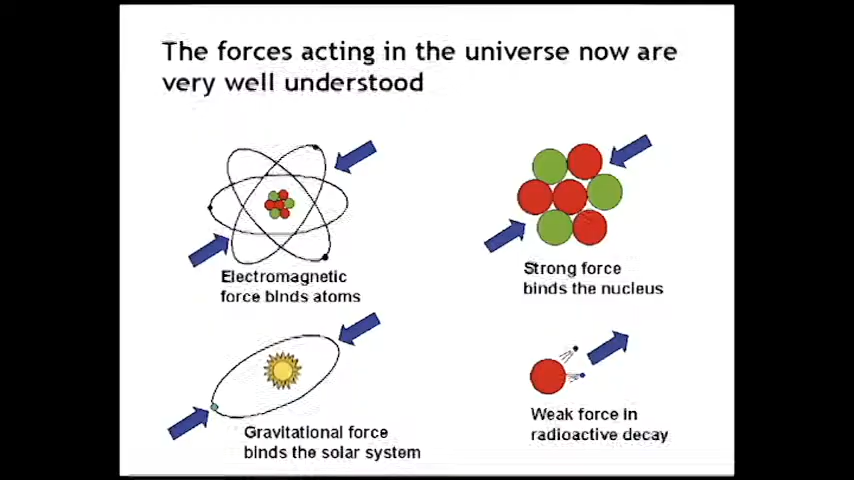 The forces acting in the universe now are
very well understood
Electromagnetic
force binds atoms
Strong force
binds the nucleus
Gravitational force
binds the solar system
Weak force in
radioactive decay